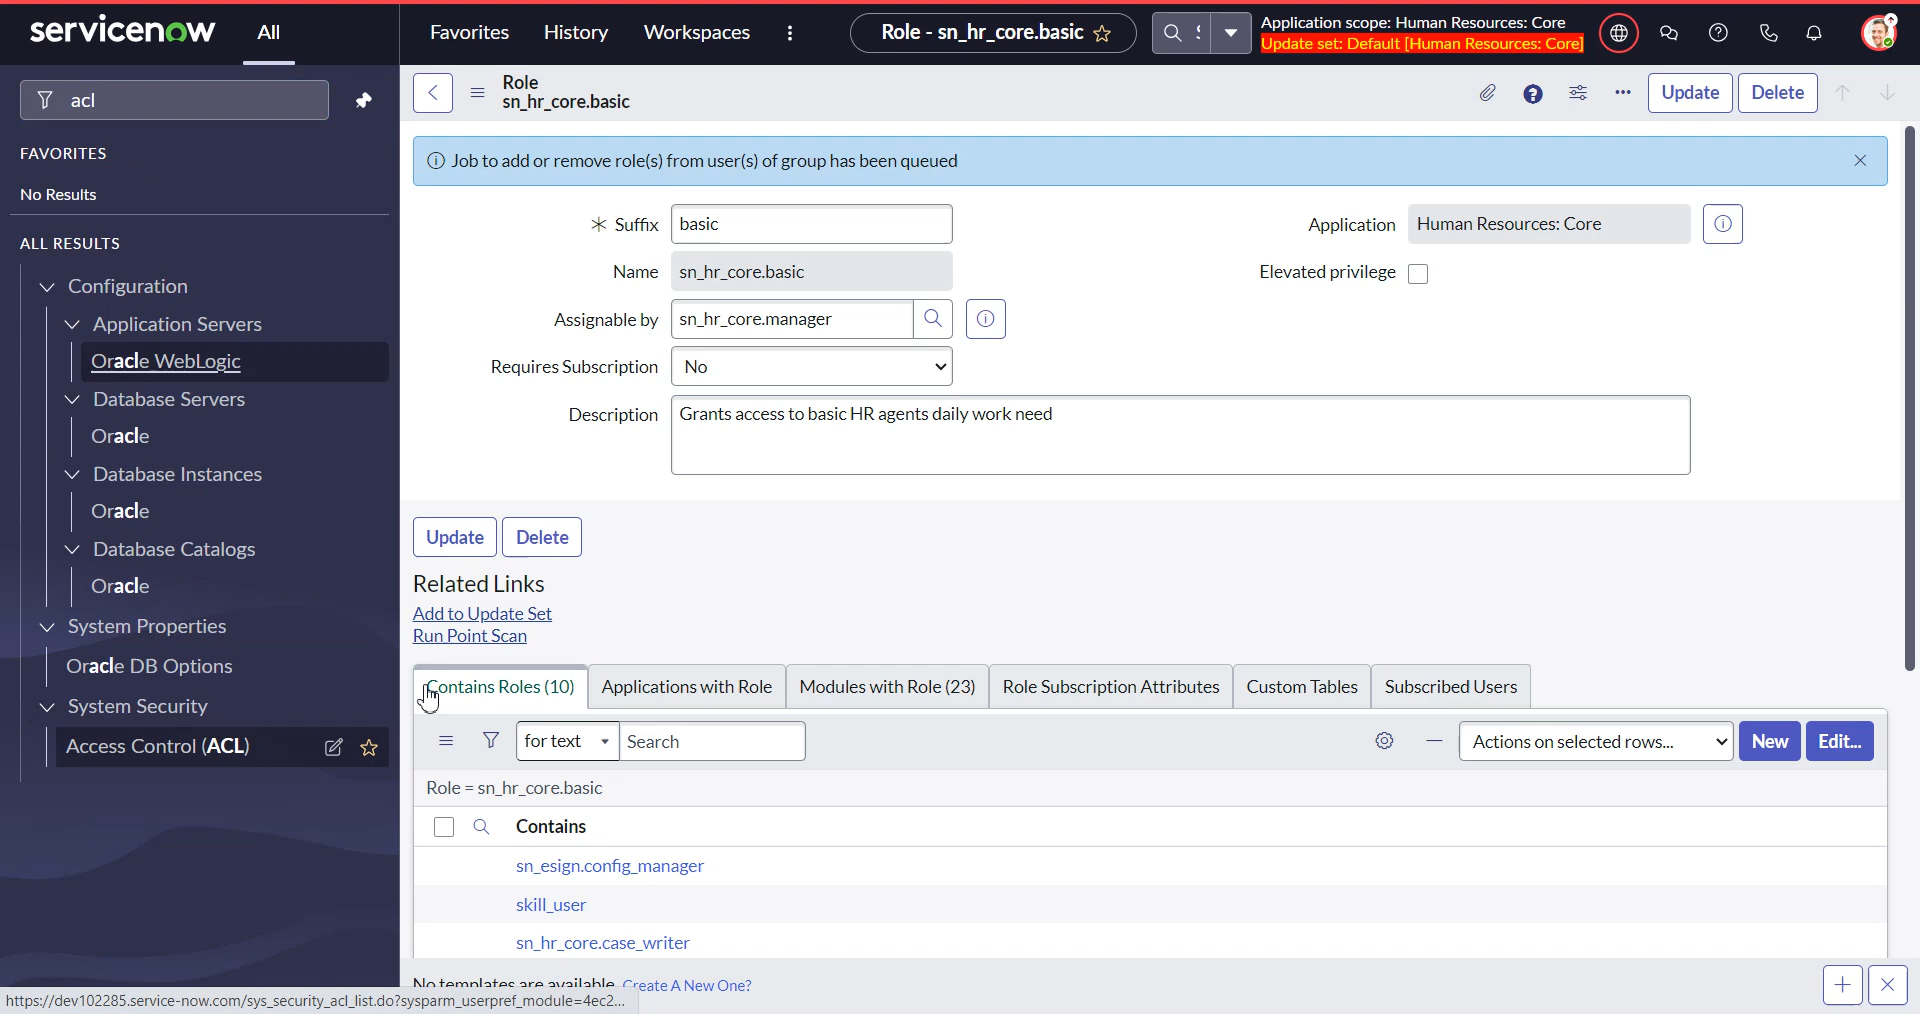 servicenow
All
Favorites
History
Workspaces
Role - sn_hr_core.basic
Application scope: Human Resources: Core
Update set: Default [Human Resources: Core]
acl
FAVORITES
No Results
ALL RESULTS
Configuration
Application Servers
Oracle WebLogic
Database Servers
Oracle
Database Instances
Oracle
Database Catalogs
Oracle
System Properties
Oracle DB Options
System Security
Access Control (ACL)
Role
sn_hr_core.basic
Update
Delete
Job to add or remove role(s) from user(s) of group has been queued
Suffix
basic
Application
Human Resources: Core
Name
sn_hr_core.basic
Elevated privilege
Assignable by
sn_hr_core.manager
Requires Subscription
No
Description
Grants access to basic HR agents daily work need
Update
Delete
Related Links
Add to Update Set
Run Point Scan
Contains Roles (10)
Applications with Role
Modules with Role (23)
Role Subscription Attributes
Custom Tables
Subscribed Users
for text
Search
Actions on selected rows...
New
Edit...
Role = sn_hr_core.basic
Contains
sn_esign.config_manager
skill_user
sn_hr_core.case_writer
No templates are available
Create A New One?
https://dev102285.service-now.com/sys_security_acl_list.do?sysparm_userpref_module=4ec2...